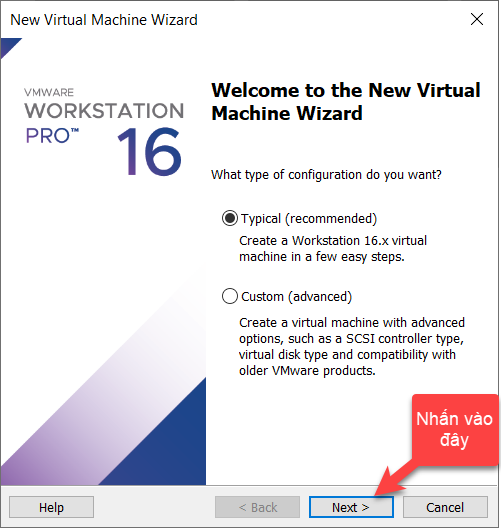 New Virtual Machine Wizard
VMWARE
WORKSTATION
PRO™ 16
Welcome to the New Virtual
Machine Wizard
What type of configuration do you want?
Typical (recommended)
Create a Workstation 16.x virtual
machine in a few easy steps.
Custom (advanced)
Create a virtual machine with advanced
options, such as a SCSI controller type,
virtual disk type and compatibility with
older VMware products.
Nhấn vào
đây
Help
< Back
Next >
Cancel